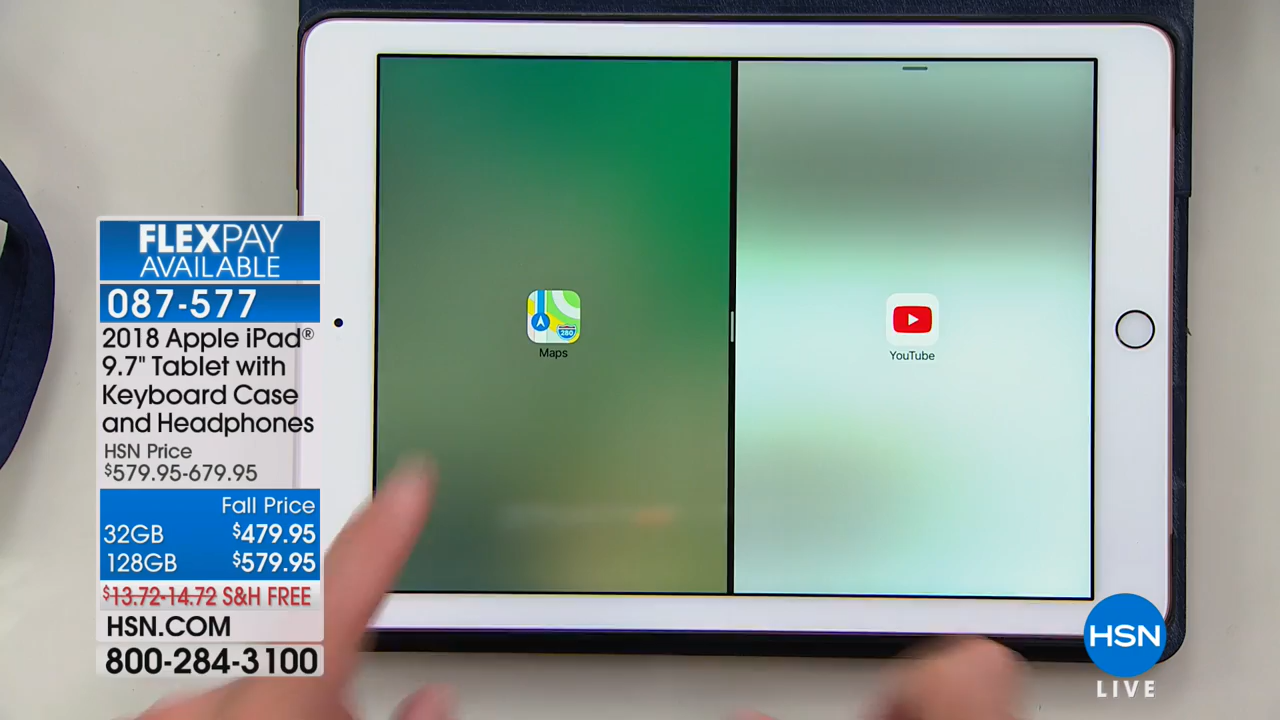 FLEXPAY
AVAILABLE
087-577
2018 Apple iPad®
9.7" Tablet with
Keyboard Case
and Headphones
HSN Price
$579.95-679.95
Fall Price
32GB $479.95
128GB $579.95
$13.72-14.72 S&H FREE
HSN.COM
800-284-3100
280
Maps
YouTube
HSN
LIVE